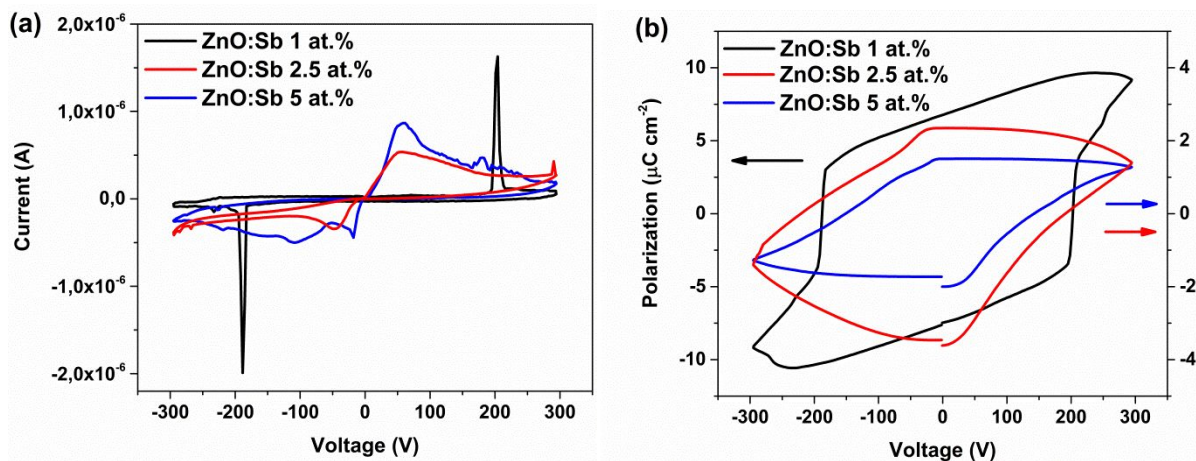 (a)
2,0x10⁻⁶
1,0x10⁻⁶
0,0
-1,0x10⁻⁶
-2,0x10⁻⁶
Current (A)
ZnO:Sb 1 at.%
ZnO:Sb 2.5 at.%
ZnO:Sb 5 at.%
-300 -200 -100 0 100 200 300
Voltage (V)
(b)
10
5
0
-5
-10
Polarization (μC cm⁻²)
ZnO:Sb 1 at.%
ZnO:Sb 2.5 at.%
ZnO:Sb 5 at.%
4
2
0
-2
-4
-300 -200 -100 0 100 200 300
Voltage (V)